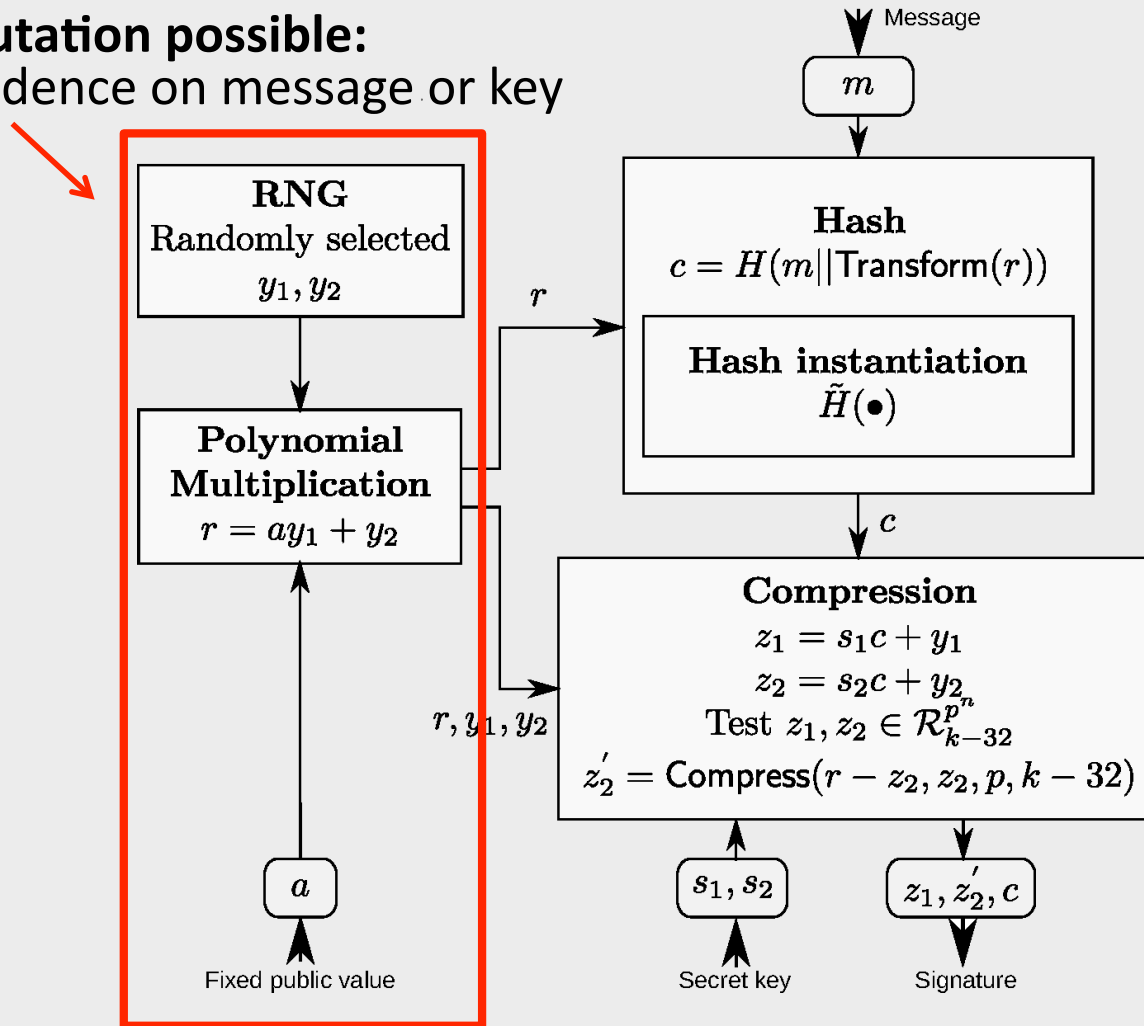 utation possible:
dence on message or key
Message
m
RNG
Randomly selected
y₁, y₂
r
Hash
c = H(m||Transform(r))
Hash instantiation
H̃(•)
Polynomial
Multiplication
r = ay₁ + y₂
c
r, y₁, y₂
Compression
z₁ = s₁c + y₁
z₂ = s₂c + y₂
Test z₁, z₂ ∈ 𝓡^{pⁿ}_{k−32}
z₂′ = Compress(r − z₂, z₂, p, k − 32)
a
s₁, s₂
z₁, z₂′, c
Fixed public value
Secret key
Signature